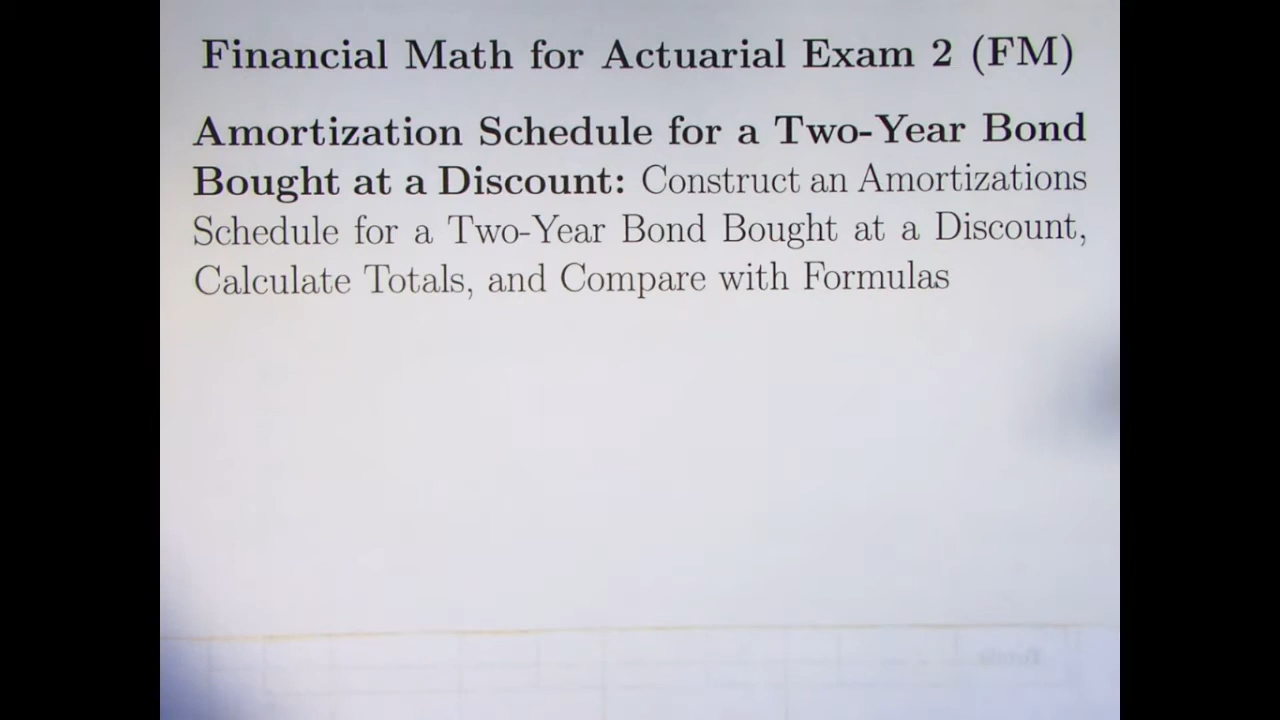 Financial Math for Actuarial Exam 2 (FM)
Amortization Schedule for a Two-Year Bond
Bought at a Discount: Construct an Amortizations
Schedule for a Two-Year Bond Bought at a Discount,
Calculate Totals, and Compare with Formulas